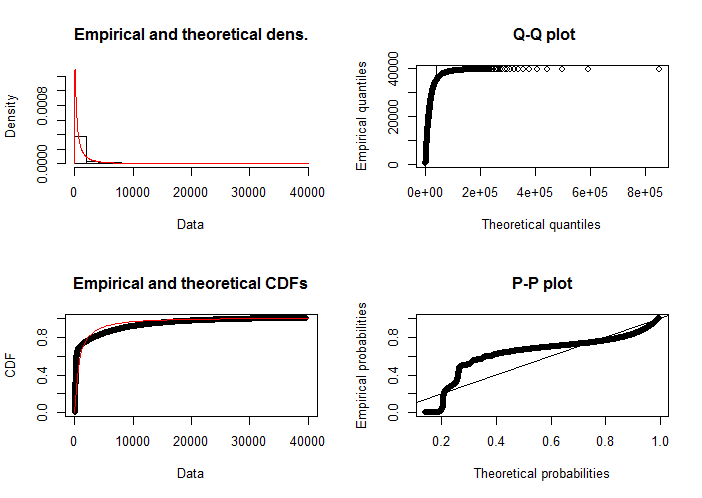 Empirical and theoretical dens.
Density
0.0000 0.0008
0 10000 20000 30000 40000
Data
Q-Q plot
Empirical quantiles
0 20000 40000
0e+00 2e+05 4e+05 6e+05 8e+05
Theoretical quantiles
Empirical and theoretical CDFs
CDF
0.0 0.4 0.8
0 10000 20000 30000 40000
Data
P-P plot
Empirical probabilities
0.0 0.4 0.8
0.2 0.4 0.6 0.8 1.0
Theoretical probabilities